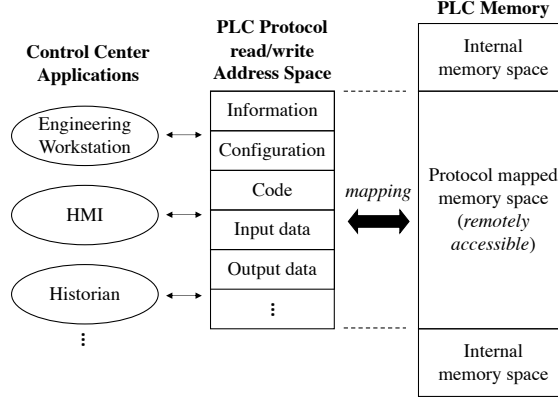 Control Center
Applications
Engineering
Workstation
HMI
Historian
⋮
PLC Protocol
read/write
Address Space
Information
Configuration
Code
Input data
Output data
⋮
mapping
PLC Memory
Internal
memory space
Protocol mapped
memory space
(remotely
accessible)
Internal
memory space